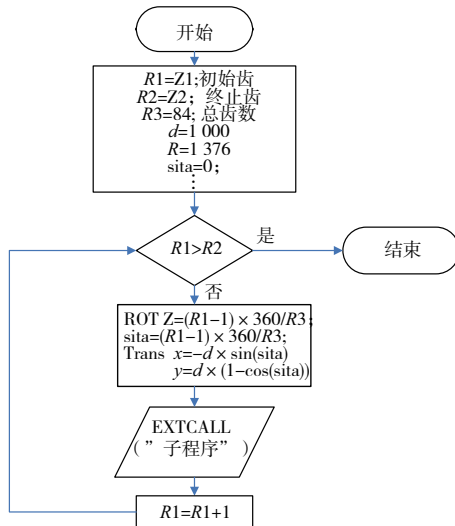 开始
R1=Z1;初始齿
R2=Z2；终止齿
R3=84; 总齿数
d=1 000
R=1 376
sita=0；
⋮
R1>R2
是
结束
否
ROT Z=(R1−1)×360/R3；
sita=(R1−1)×360/R3;
Trans x=−d×sin(sita)
y=d×(1−cos(sita))
EXTCALL
(”子程序”)
R1=R1+1